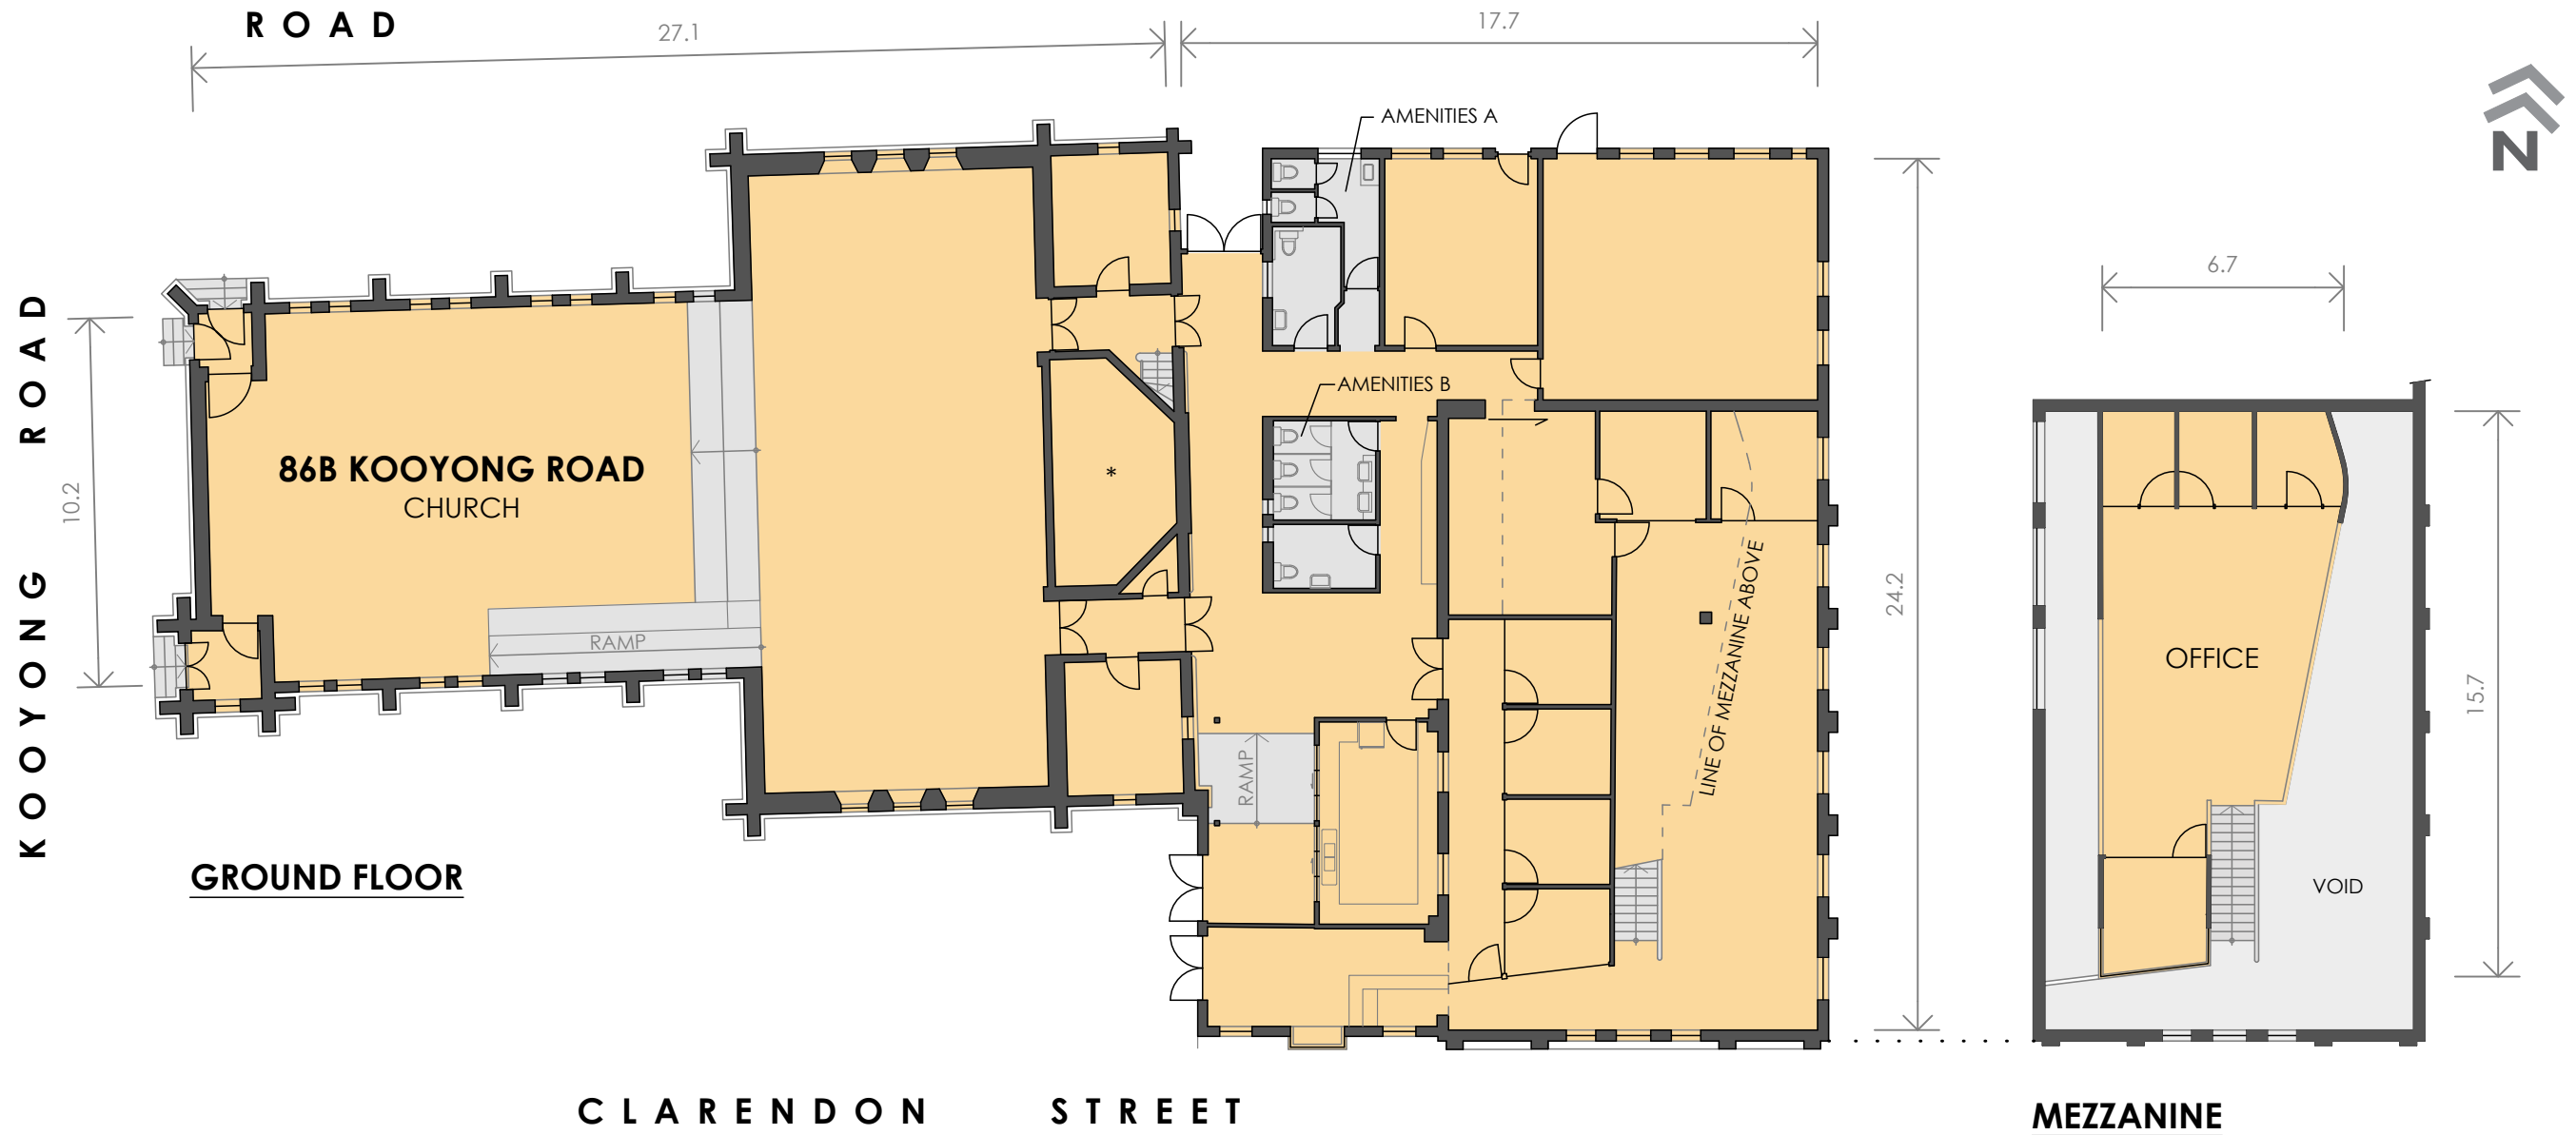 ROAD
27.1
17.7
AMENITIES A
N
6.7
KOOYONG ROAD
10.2
86B KOOYONG ROAD
CHURCH
*
AMENITIES B
24.2
LINE OF MEZZANINE ABOVE
RAMP
RAMP
OFFICE
15.7
VOID
GROUND FLOOR
CLARENDON STREET
MEZZANINE